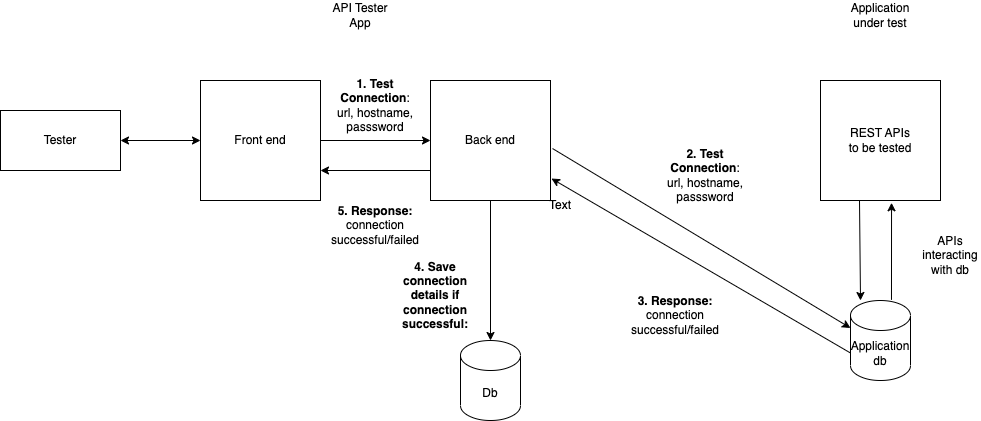 API Tester
App
Application
under test
Tester
Front end
1. Test
Connection:
url, hostname,
passsword
Back end
REST APIs
to be tested
2. Test
Connection:
url, hostname,
passsword
Text
5. Response:
connection
successful/failed
4. Save
connection
details if
connection
successful:
3. Response:
connection
successful/failed
APIs
interacting
with db
Application
db
Db